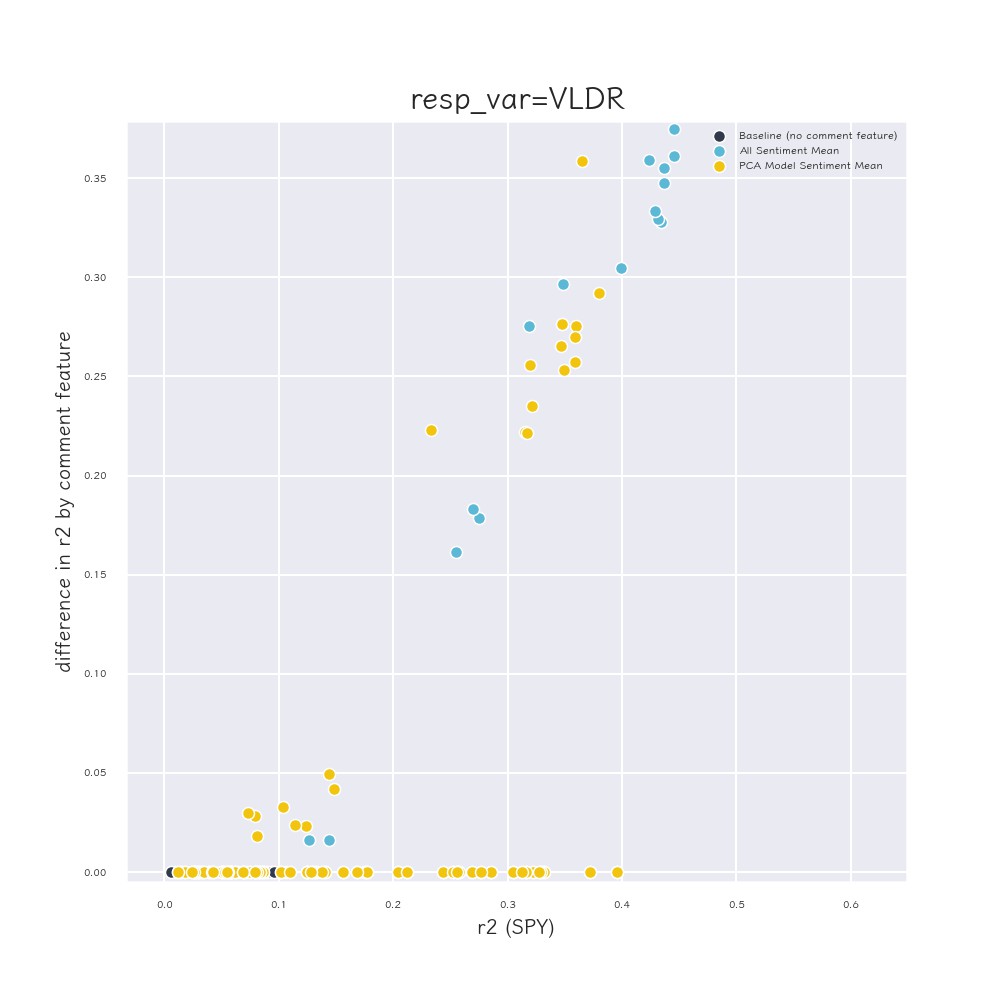 resp_var=VLDR
Baseline (no comment feature)
All Sentiment Mean
PCA Model Sentiment Mean
0.35
0.30
0.25
0.20
0.15
0.10
0.05
0.00
difference in r2 by comment feature
0.0 0.1 0.2 0.3 0.4 0.5 0.6
r2 (SPY)